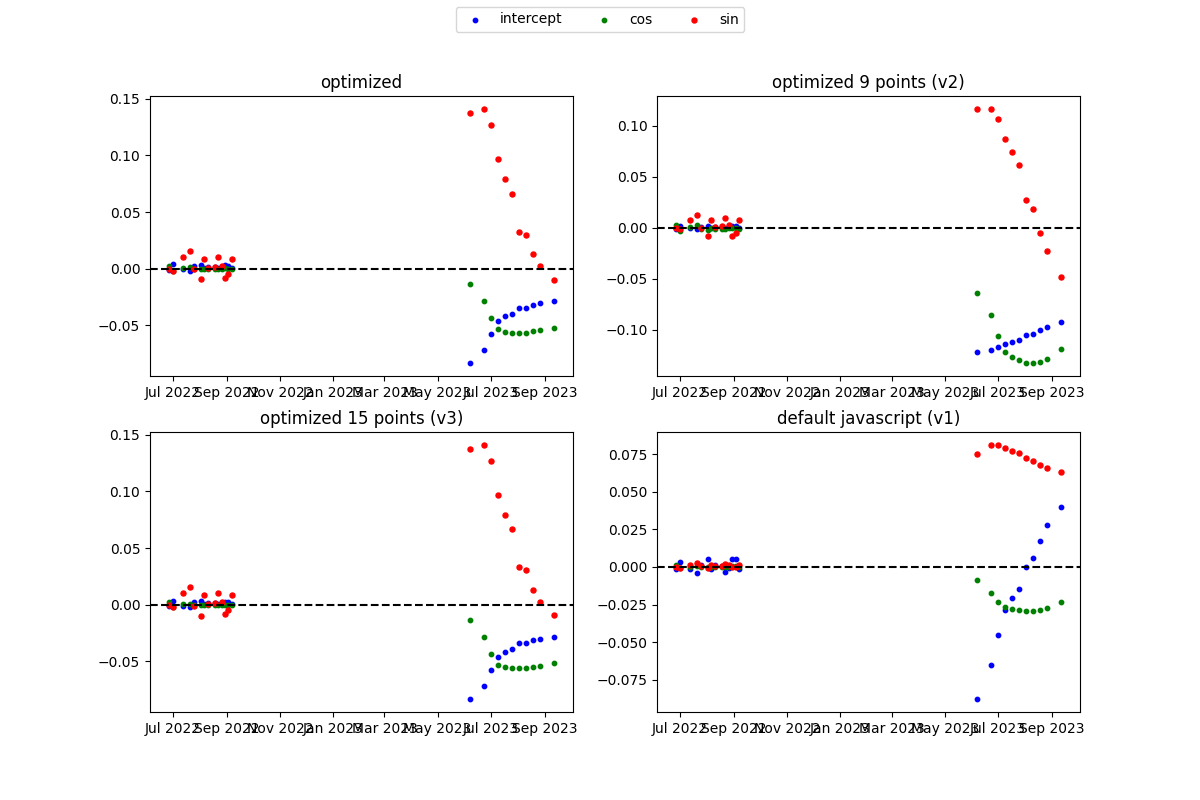 intercept cos sin
optimized
0.15
0.10
0.05
0.00
−0.05
Jul 2022 Sep 2022 Nov 2022 Jan 2023 Mar 2023 May 2023 Jul 2023 Sep 2023
optimized 9 points (v2)
0.10
0.05
0.00
−0.05
−0.10
Jul 2022 Sep 2022 Nov 2022 Jan 2023 Mar 2023 May 2023 Jul 2023 Sep 2023
optimized 15 points (v3)
0.15
0.10
0.05
0.00
−0.05
Jul 2022 Sep 2022 Nov 2022 Jan 2023 Mar 2023 May 2023 Jul 2023 Sep 2023
default javascript (v1)
0.075
0.050
0.025
0.000
−0.025
−0.050
−0.075
Jul 2022 Sep 2022 Nov 2022 Jan 2023 Mar 2023 May 2023 Jul 2023 Sep 2023